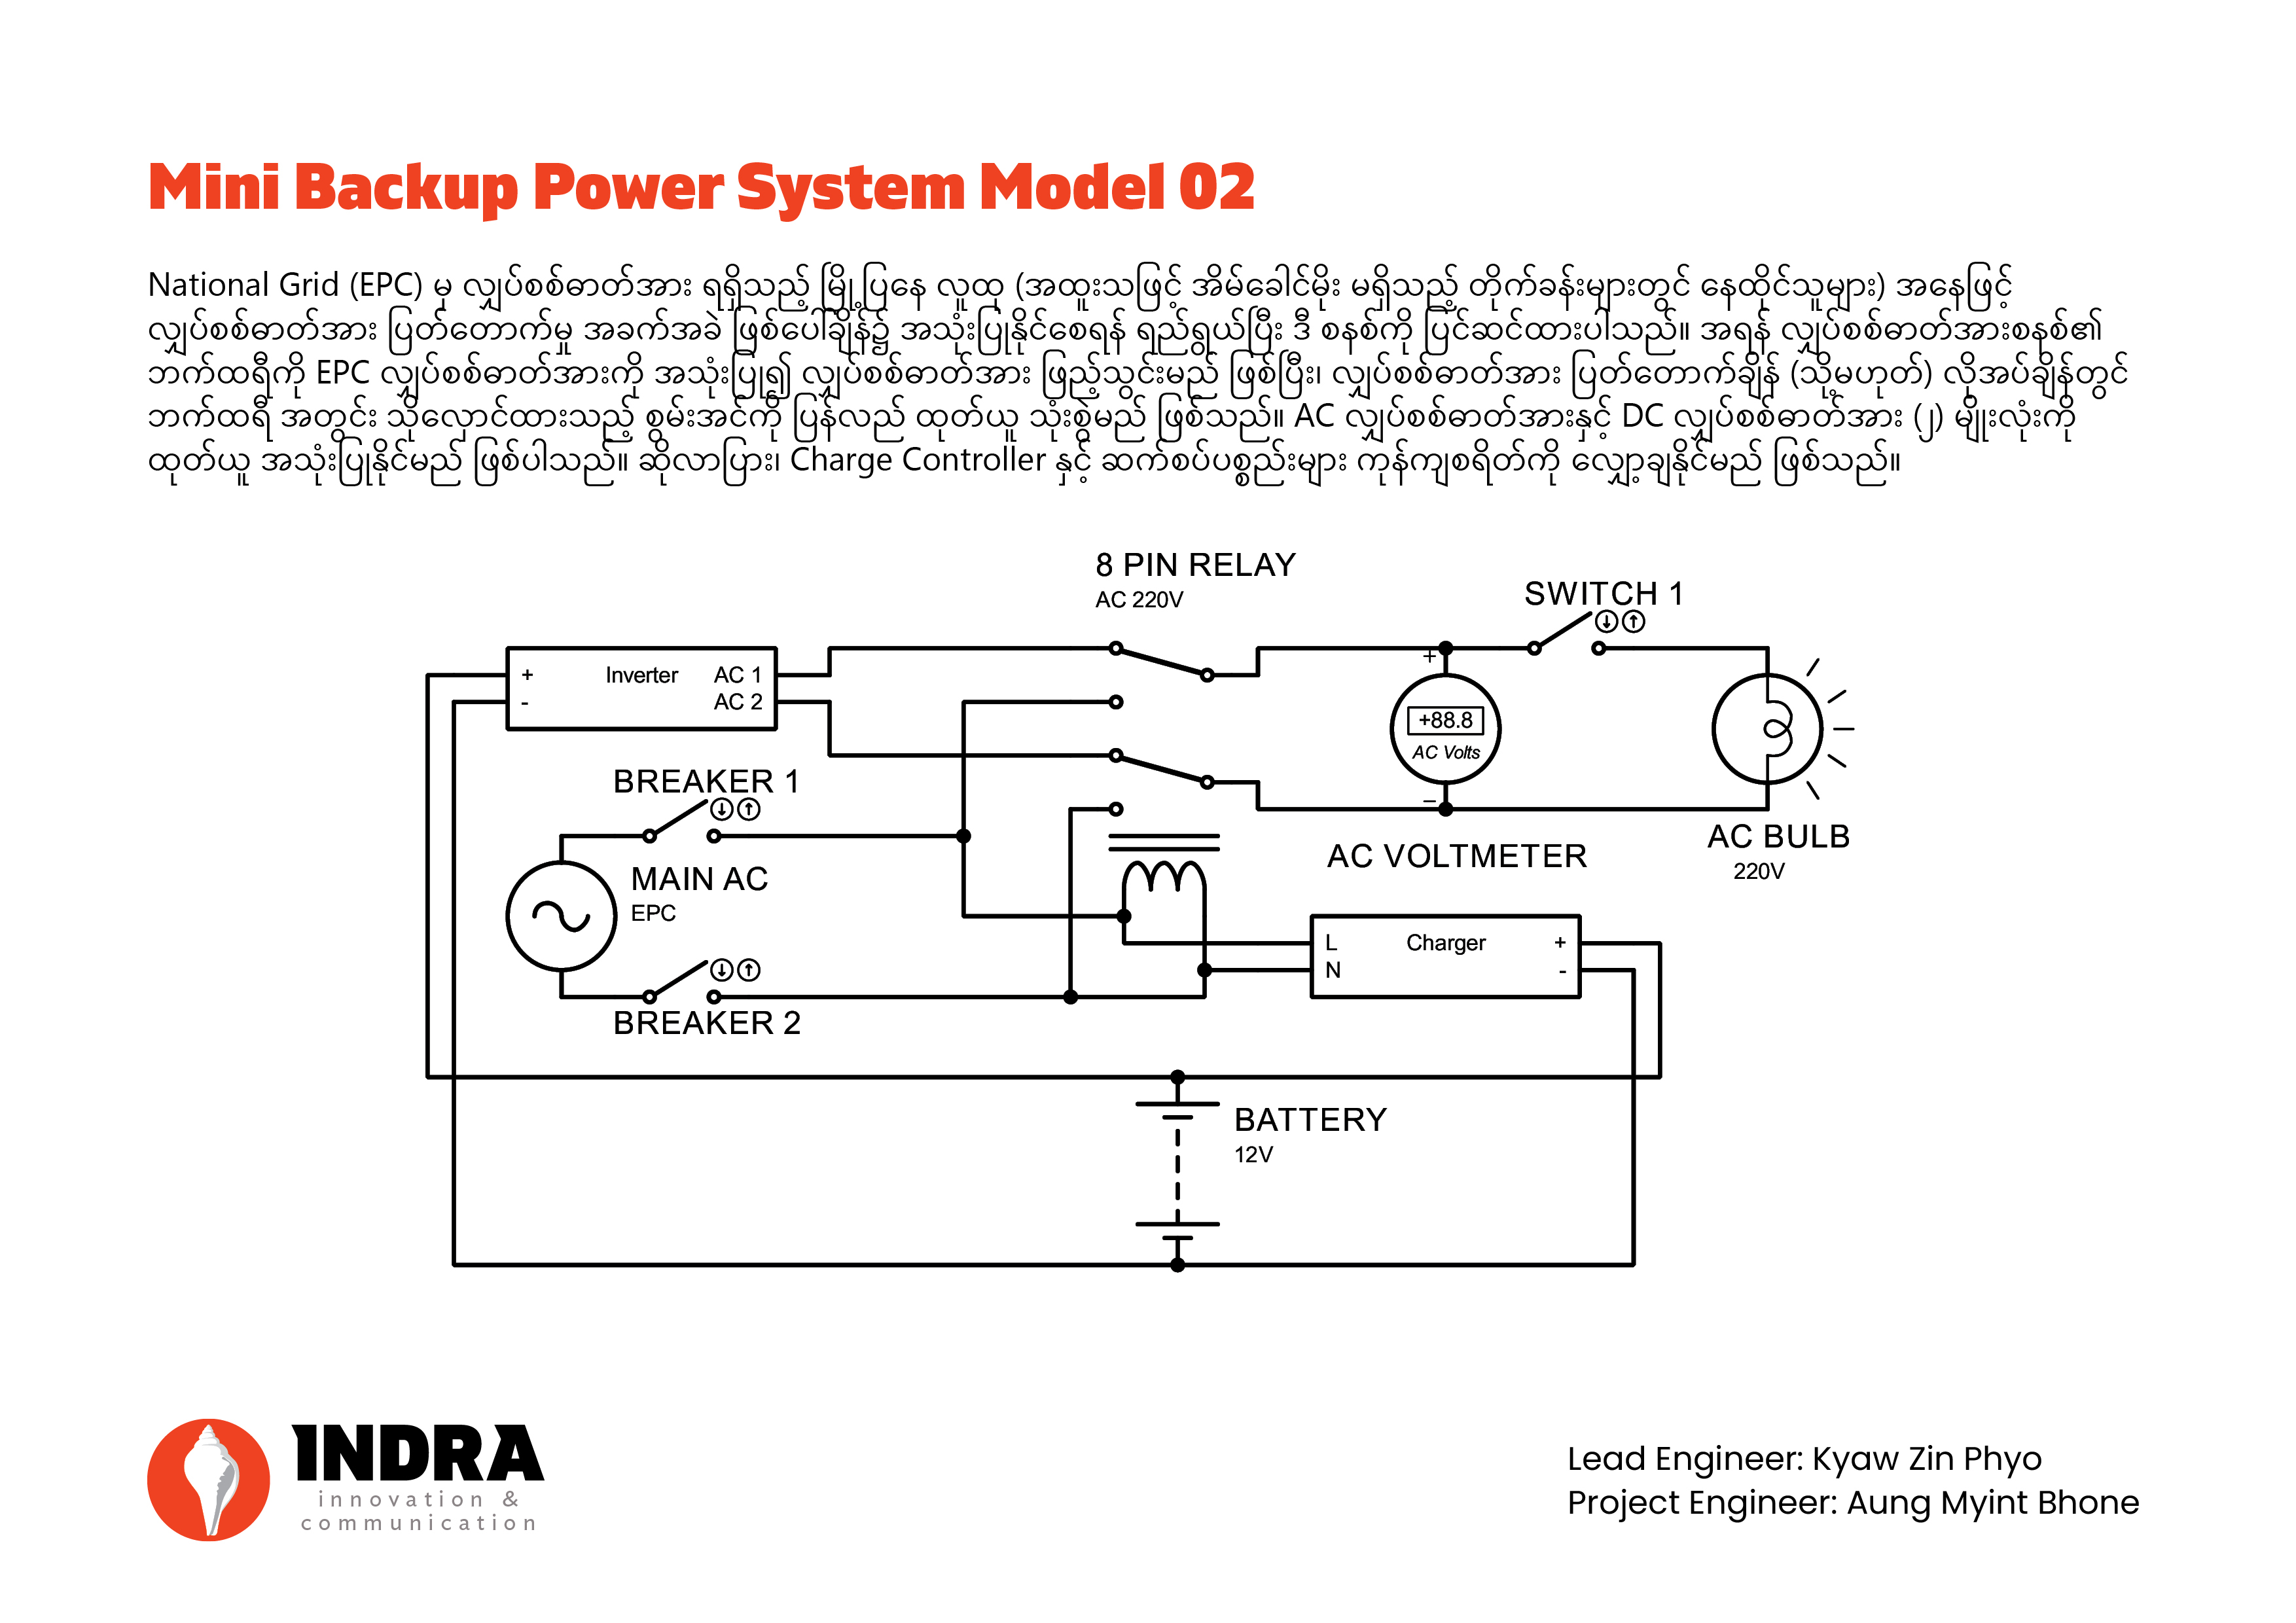 Mini Backup Power System Model 02
National Grid (EPC) မှ လျှပ်စစ်ဓာတ်အား ရရှိသည့် မြို့ပြနေ လူထု (အထူးသဖြင့် အိမ်ခေါင်မိုး မရှိသည့် တိုက်ခန်းများတွင် နေထိုင်သူများ) အနေဖြင့်
လျှပ်စစ်ဓာတ်အား ပြတ်တောက်မှု အခက်အခဲ ဖြစ်ပေါ်ချိန်၌ အသုံးပြုနိုင်စေရန် ရည်ရွယ်ပြီး ဒီ စနစ်ကို ပြင်ဆင်ထားပါသည်။ အရန် လျှပ်စစ်ဓာတ်အားစနစ်၏
ဘက်ထရီကို EPC လျှပ်စစ်ဓာတ်အားကို အသုံးပြု၍ လျှပ်စစ်ဓာတ်အား ဖြည့်သွင်းမည် ဖြစ်ပြီး၊ လျှပ်စစ်ဓာတ်အား ပြတ်တောက်ချိန် (သို့မဟုတ်) လိုအပ်ချိန်တွင်
ဘက်ထရီ အတွင်း သိုလှောင်ထားသည့် စွမ်းအင်ကို ပြန်လည် ထုတ်ယူ သုံးစွဲမည် ဖြစ်သည်။ AC လျှပ်စစ်ဓာတ်အားနှင့် DC လျှပ်စစ်ဓာတ်အား (၂) မျိုးလုံးကို
ထုတ်ယူ အသုံးပြုနိုင်မည် ဖြစ်ပါသည်။ ဆိုလာပြား၊ Charge Controller နှင့် ဆက်စပ်ပစ္စည်းများ ကုန်ကျစရိတ်ကို လျှော့ချနိုင်မည် ဖြစ်သည်။
8 PIN RELAY
AC 220V
SWITCH 1
+ Inverter AC 1
- AC 2
+
+88.8
AC Volts
–
BREAKER 1
MAIN AC
EPC
BREAKER 2
AC VOLTMETER
AC BULB
220V
L Charger +
N -
BATTERY
12V
INDRA
innovation &
communication
Lead Engineer: Kyaw Zin Phyo
Project Engineer: Aung Myint Bhone